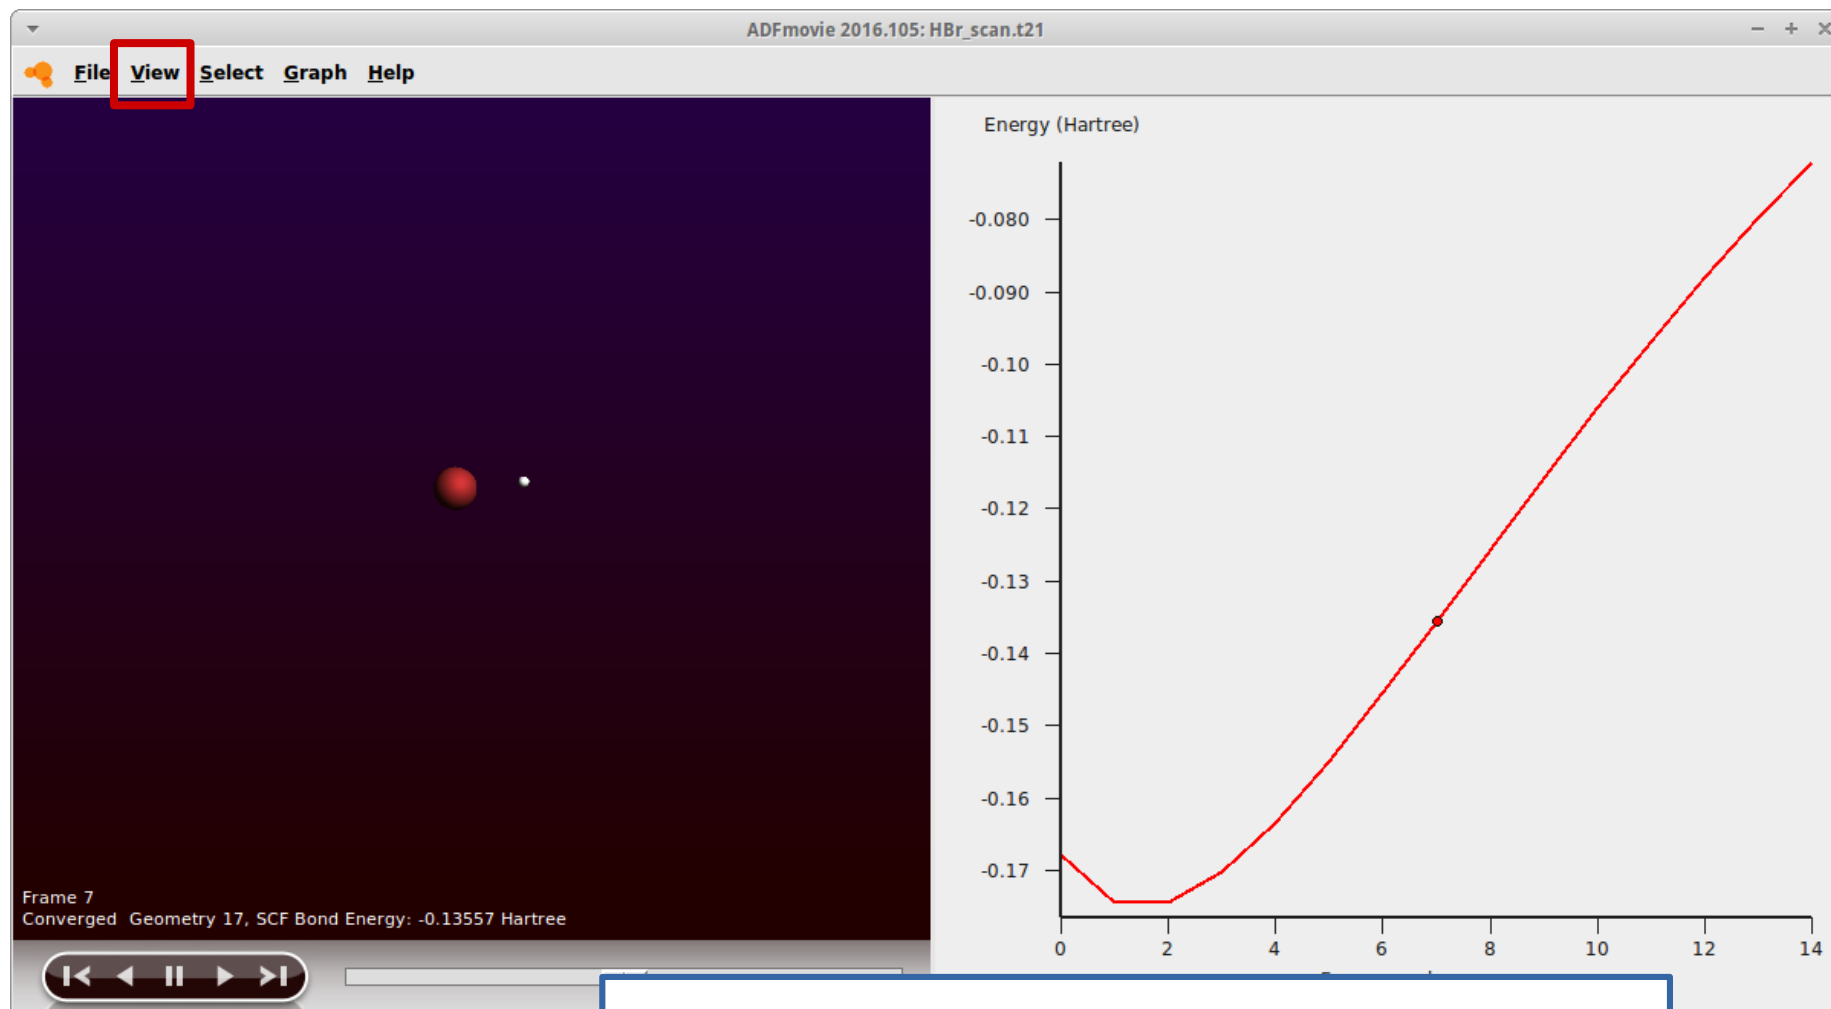 ADFmovie 2016.105: HBr_scan.t21
File View Select Graph Help
Energy (Hartree)
-0.080
-0.090
-0.10
-0.11
-0.12
-0.13
-0.14
-0.15
-0.16
-0.17
0 2 4 6 8 10 12 14
Frame 7
Converged Geometry 17, SCF Bond Energy: -0.13557 Hartree